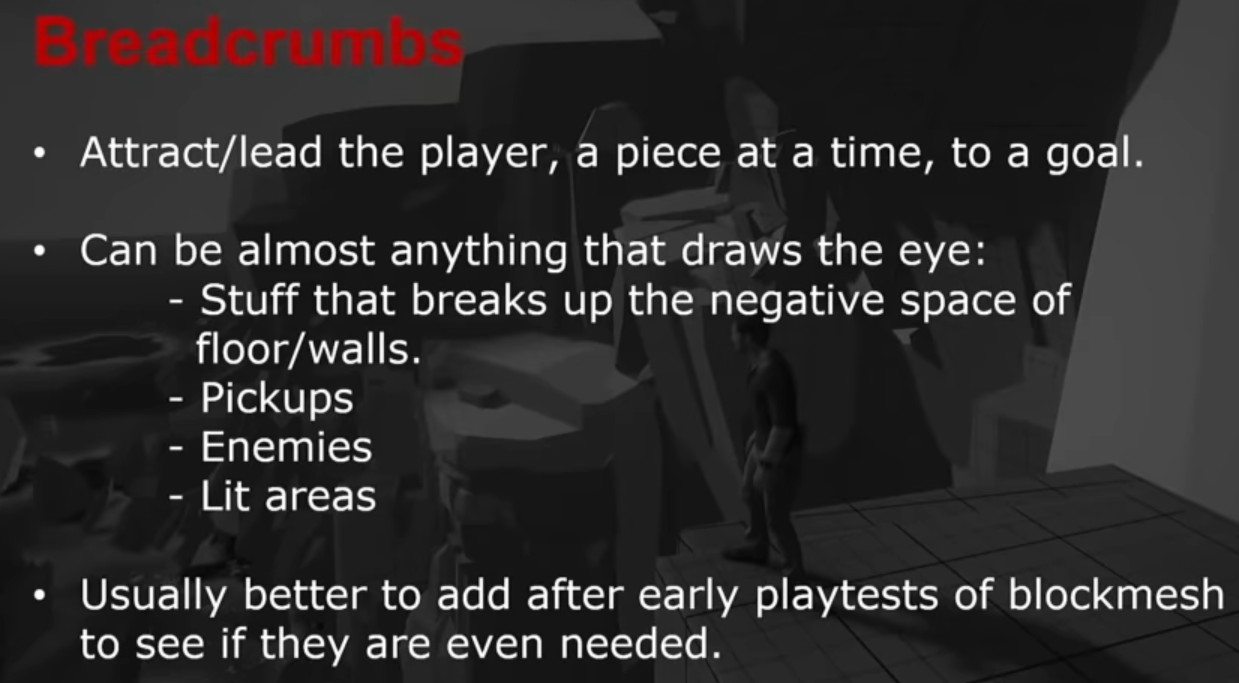 Breadcrumbs
• Attract/lead the player, a piece at a time, to a goal.
• Can be almost anything that draws the eye:
- Stuff that breaks up the negative space of
floor/walls.
- Pickups
- Enemies
- Lit areas
• Usually better to add after early playtests of blockmesh
to see if they are even needed.